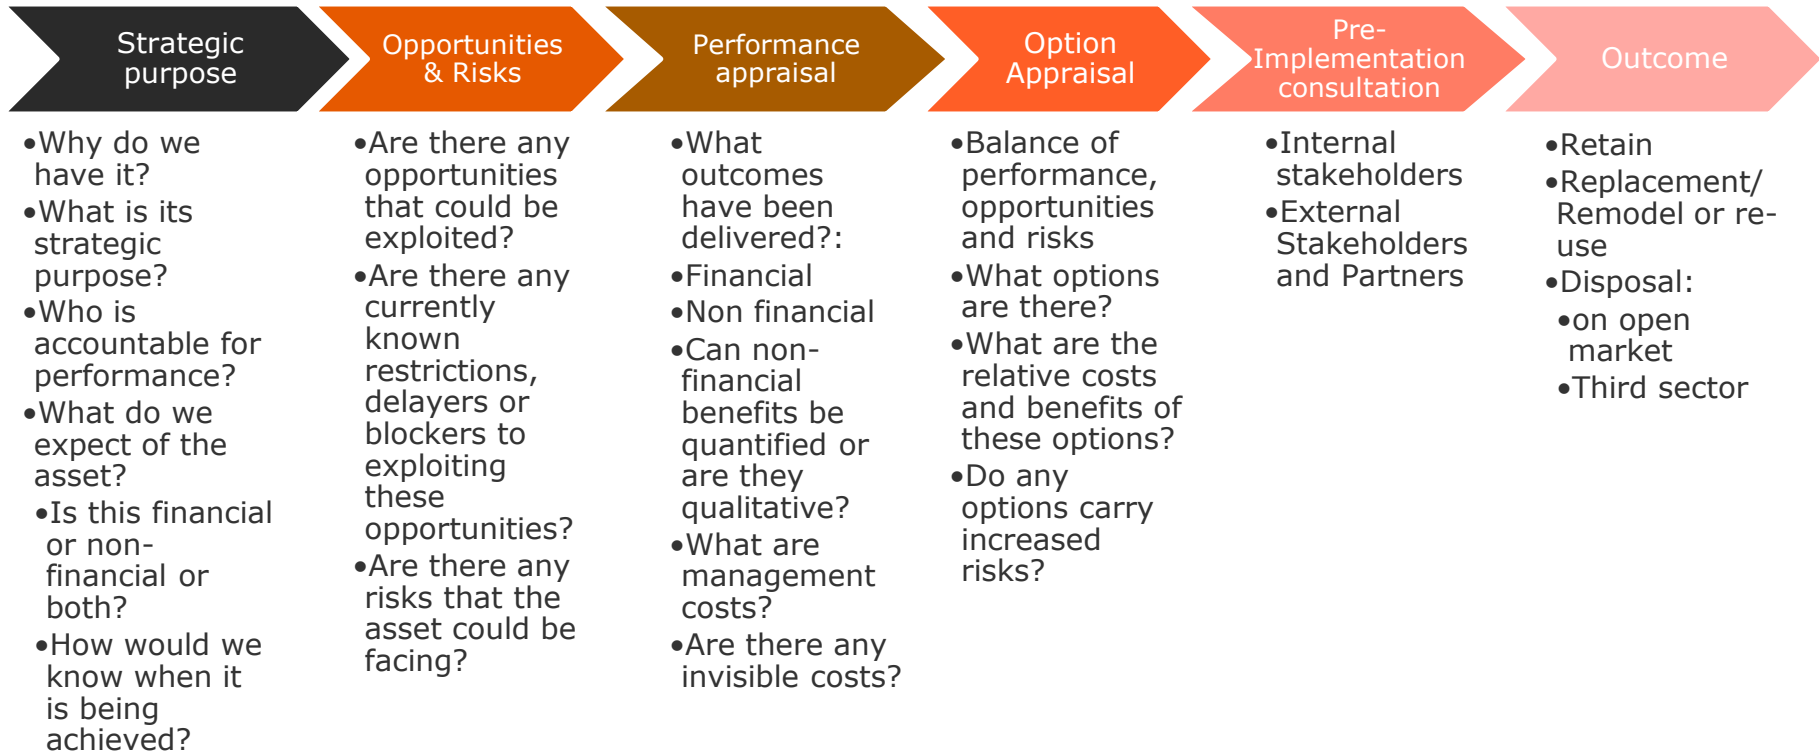 Strategic
purpose
•Why do we
have it?
•What is its
strategic
purpose?
•Who is
accountable for
performance?
•What do we
expect of the
asset?
•Is this financial
or non-
financial or
both?
•How would we
know when it
is being
achieved?
Opportunities
& Risks
•Are there any
opportunities
that could be
exploited?
•Are there any
currently
known
restrictions,
delayers or
blockers to
exploiting
these
opportunities?
•Are there any
risks that the
asset could be
facing?
Performance
appraisal
•What
outcomes
have been
delivered?:
•Financial
•Non financial
•Can non-
financial
benefits be
quantified or
are they
qualitative?
•What are
management
costs?
•Are there any
invisible costs?
Option
Appraisal
•Balance of
performance,
opportunities
and risks
•What options
are there?
•What are the
relative costs
and benefits of
these options?
•Do any
options carry
increased
risks?
Pre-
Implementation
consultation
•Internal
stakeholders
•External
Stakeholders
and Partners
Outcome
•Retain
•Replacement/
Remodel or re-
use
•Disposal:
•on open
market
•Third sector